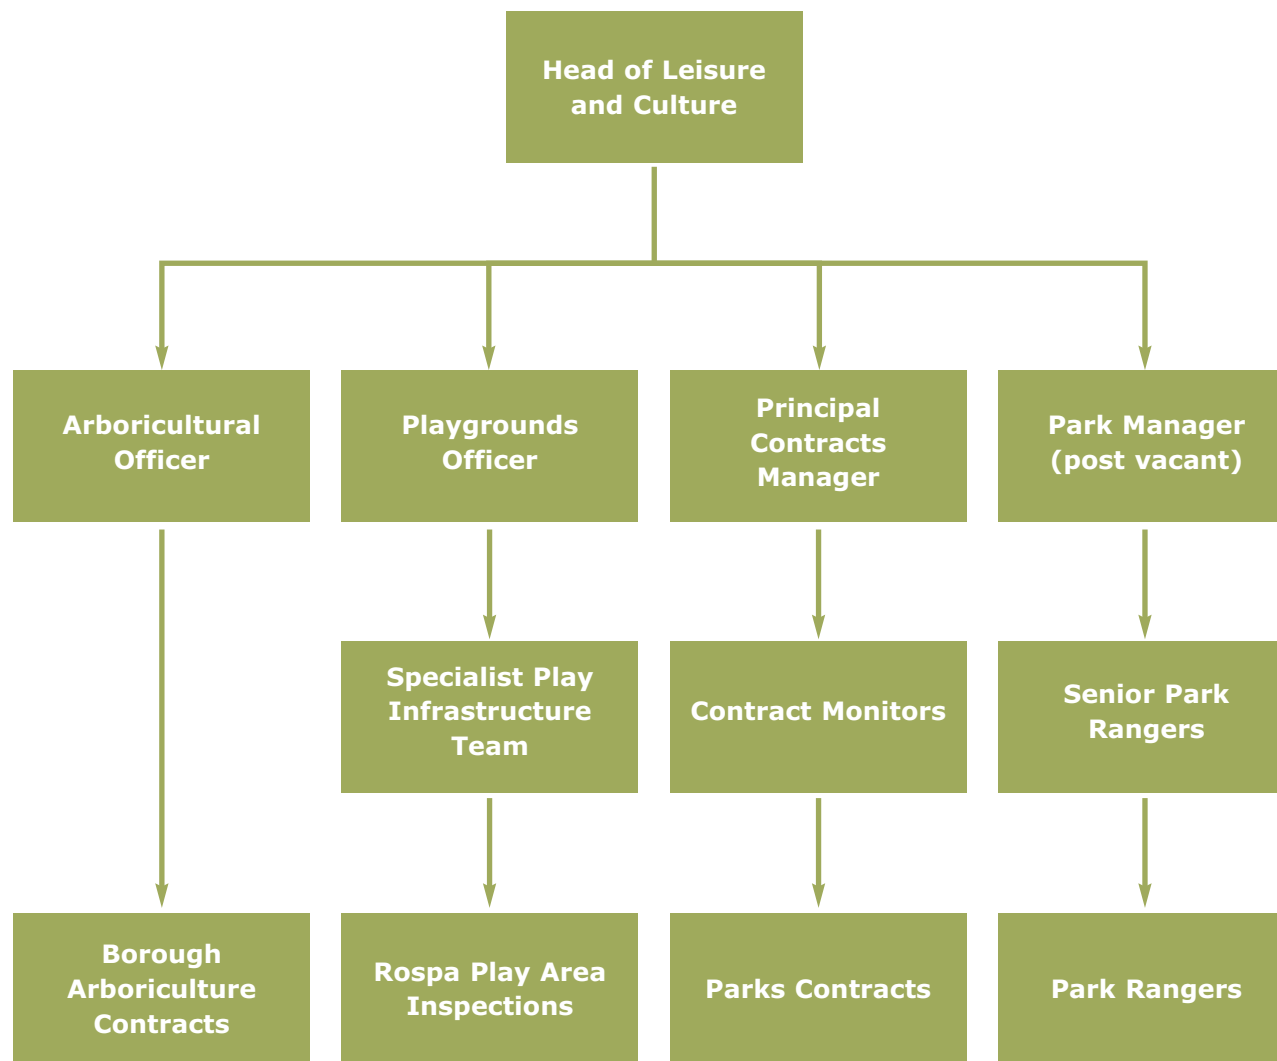 Head of Leisure
and Culture
Arboricultural
Officer
Playgrounds
Officer
Principal
Contracts
Manager
Park Manager
(post vacant)
Specialist Play
Infrastructure
Team
Contract Monitors
Senior Park
Rangers
Borough
Arboriculture
Contracts
Rospa Play Area
Inspections
Parks Contracts
Park Rangers